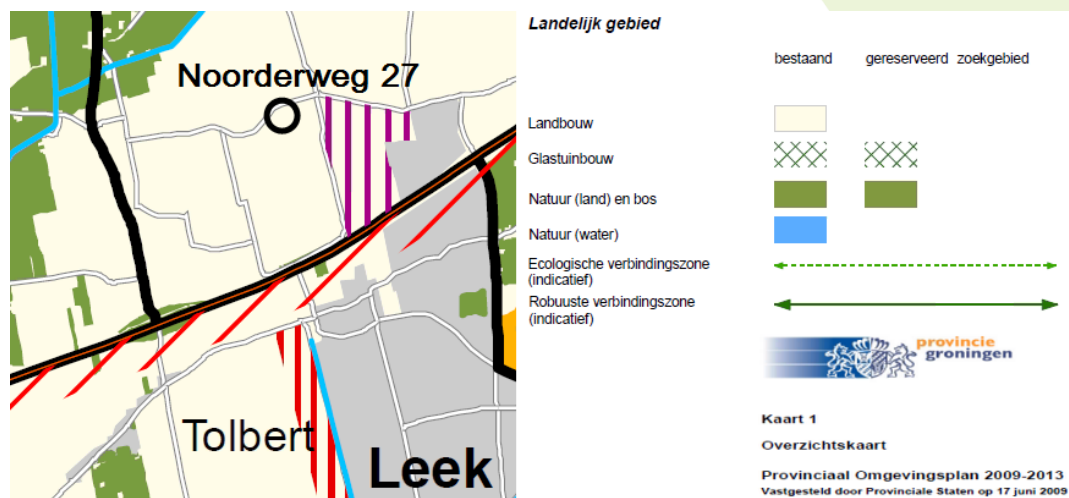 Noorderweg 27
Tolbert
Leek
Landelijk gebied
bestaand gereserveerd zoekgebied
Landbouw
Glastuinbouw
Natuur (land) en bos
Natuur (water)
Ecologische verbindingszone
(indicatief)
Robuuste verbindingszone
(indicatief)
provincie
groningen
Kaart 1
Overzichtskaart
Provinciaal Omgevingsplan 2009-2013
Vastgesteld door Provinciale Staten op 17 juni 2009